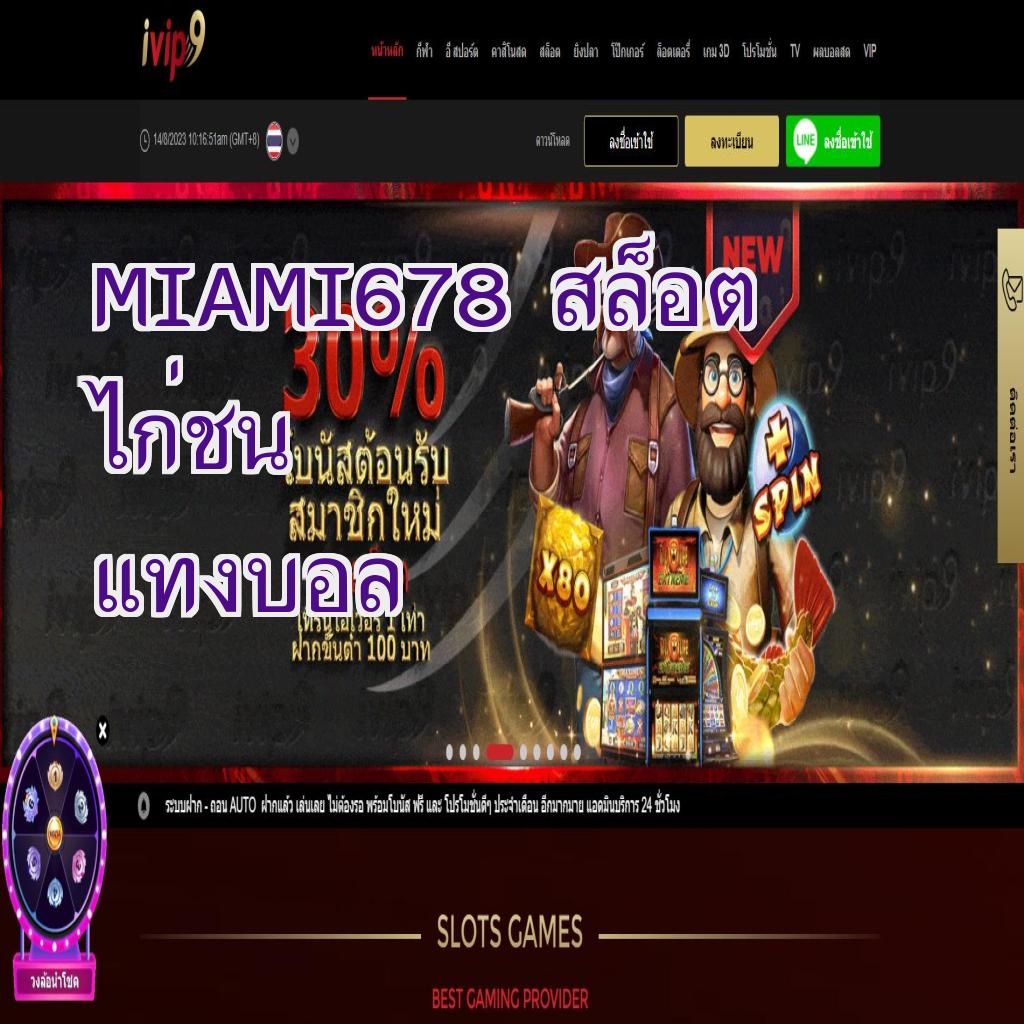 ivip9
หน้าหลัก กีฬา อี สปอร์ต คาสิโนสด สล็อต ยิงปลา โป๊กเกอร์ ล็อตเตอรี่ เกม 3D โปรโมชั่น TV ผลบอลสด VIP
14/8/2023 10:16:51am (GMT+8)
ดาวน์โหลด
ลงชื่อเข้าใช้
ลงทะเบียน
LINE ลงชื่อเข้าใช้
NEW
MIAMI678 สล็อต
30%
ไก่ชน
โบนัสต้อนรับ
สมาชิกใหม่
แทงบอล
ฝากขั้นต่ำ 100 บาท
+ SPIN
X80
EXTREME
ติดต่อเรา
X
ระบบฝาก - ถอน AUTO ฝากแล้ว เล่นเลย ไม่ต้องรอ พร้อมโบนัส ฟรี และ โปรโมชั่นดีๆ ประจำเดือน อีกมากมาย แอดมินบริการ 24 ชั่วโมง
วงล้อนำโชค
SLOTS GAMES
BEST GAMING PROVIDER